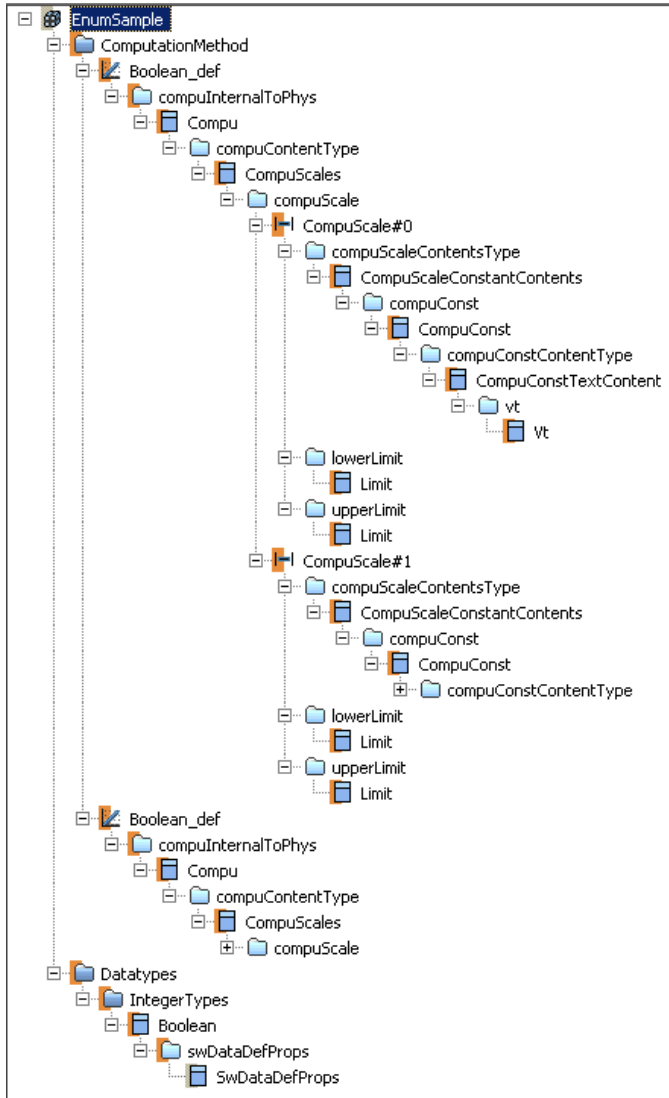 EnumSample
ComputationMethod
Boolean_def
compuInternalToPhys
Compu
compuContentType
CompuScales
compuScale
CompuScale#0
compuScaleContentsType
CompuScaleConstantContents
compuConst
CompuConst
compuConstContentType
CompuConstTextContent
vt
Vt
lowerLimit
Limit
upperLimit
Limit
CompuScale#1
compuScaleContentsType
CompuScaleConstantContents
compuConst
CompuConst
compuConstContentType
lowerLimit
Limit
upperLimit
Limit
Boolean_def
compuInternalToPhys
Compu
compuContentType
CompuScales
compuScale
Datatypes
IntegerTypes
Boolean
swDataDefProps
SwDataDefProps